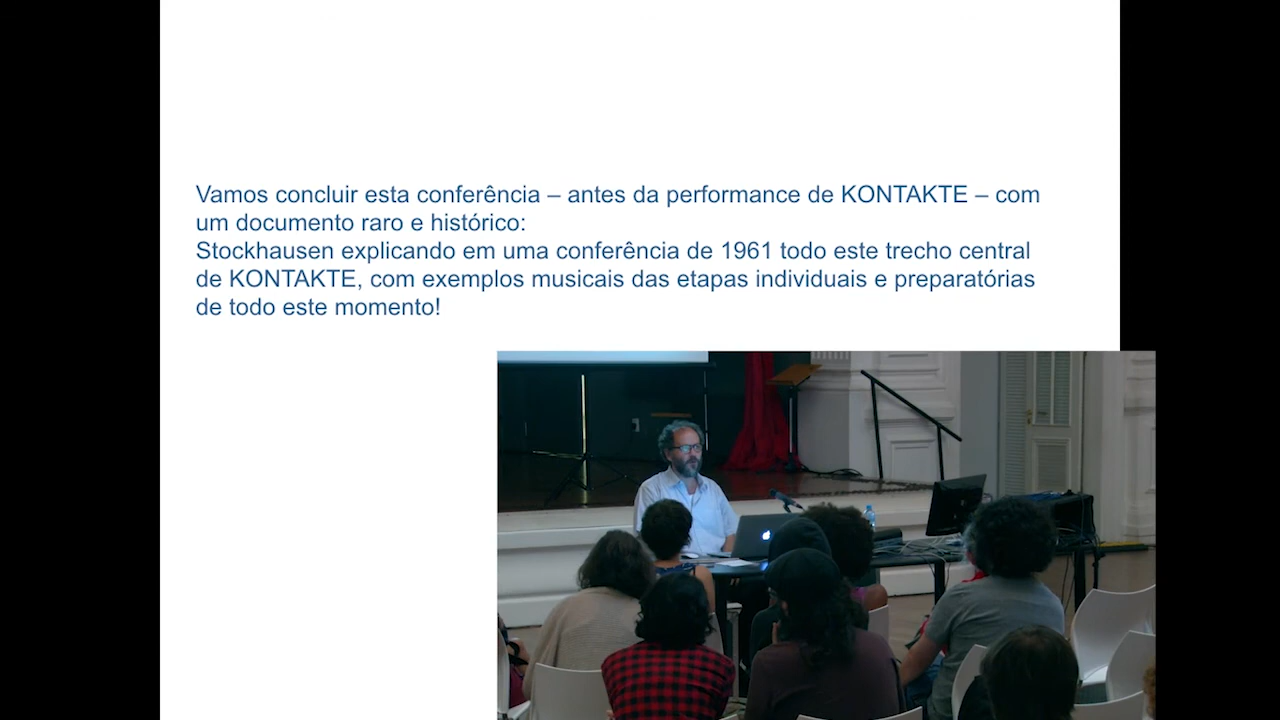 Vamos concluir esta conferência – antes da performance de KONTAKTE – com
um documento raro e histórico:
Stockhausen explicando em uma conferência de 1961 todo este trecho central
de KONTAKTE, com exemplos musicais das etapas individuais e preparatórias
de todo este momento!